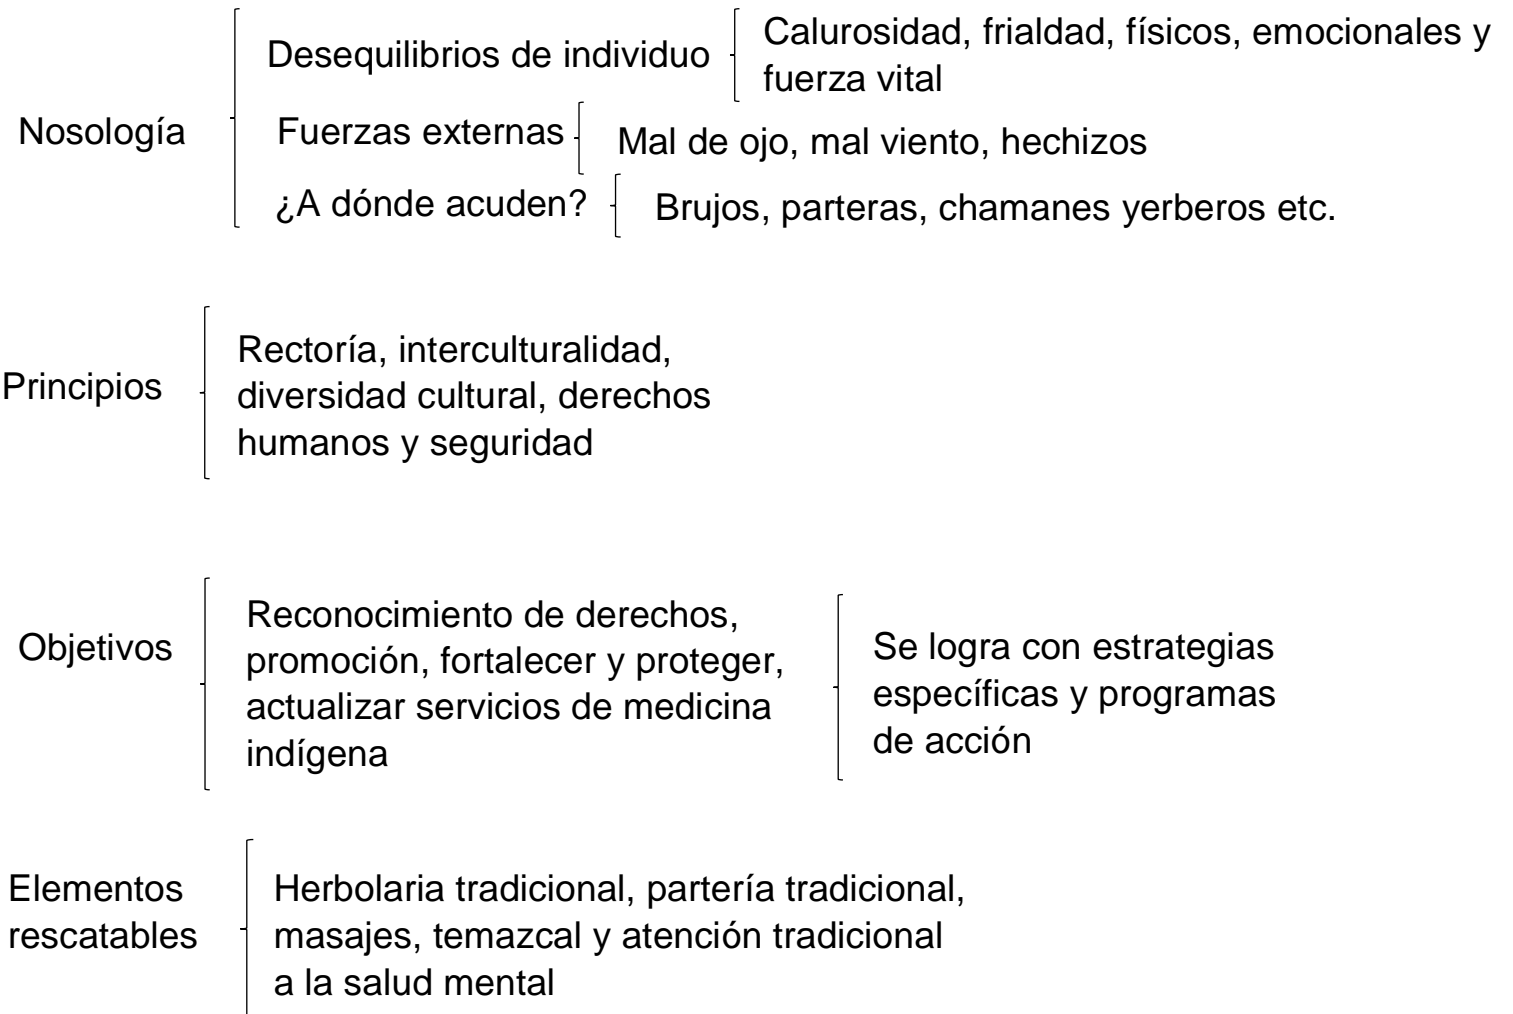 Nosología
Desequilibrios de individuo
Calurosidad, frialdad, físicos, emocionales y
fuerza vital
Fuerzas externas
Mal de ojo, mal viento, hechizos
¿A dónde acuden?
Brujos, parteras, chamanes yerberos etc.
Principios
Rectoría, interculturalidad,
diversidad cultural, derechos
humanos y seguridad
Objetivos
Reconocimiento de derechos,
promoción, fortalecer y proteger,
actualizar servicios de medicina
indígena
Se logra con estrategias
específicas y programas
de acción
Elementos
rescatables
Herbolaria tradicional, partería tradicional,
masajes, temazcal y atención tradicional
a la salud mental